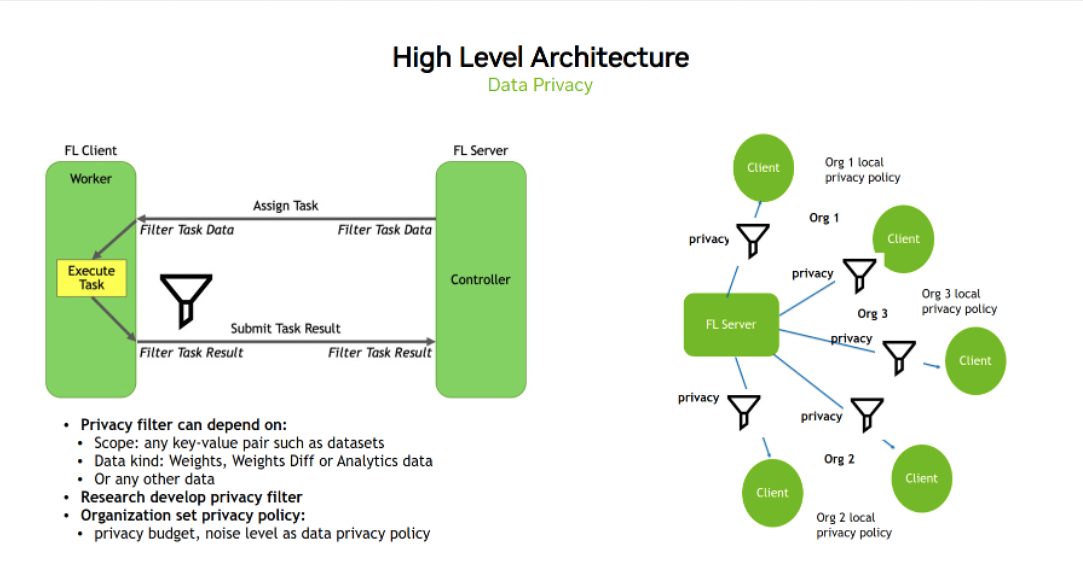 High Level Architecture
Data Privacy
FL Client
FL Server
Worker
Assign Task
Filter Task Data
Filter Task Data
Execute
Task
Controller
Submit Task Result
Filter Task Result
Filter Task Result
• Privacy filter can depend on:
• Scope: any key-value pair such as datasets
• Data kind: Weights, Weights Diff or Analytics data
• Or any other data
• Research develop privacy filter
• Organization set privacy policy:
• privacy budget, noise level as data privacy policy
Client
Org 1 local
privacy policy
Org 1
privacy
Client
privacy
Org 3 local
privacy policy
Org 3
FL Server
privacy
Client
privacy
privacy
Org 2
Client
Client
Org 2 local
privacy policy